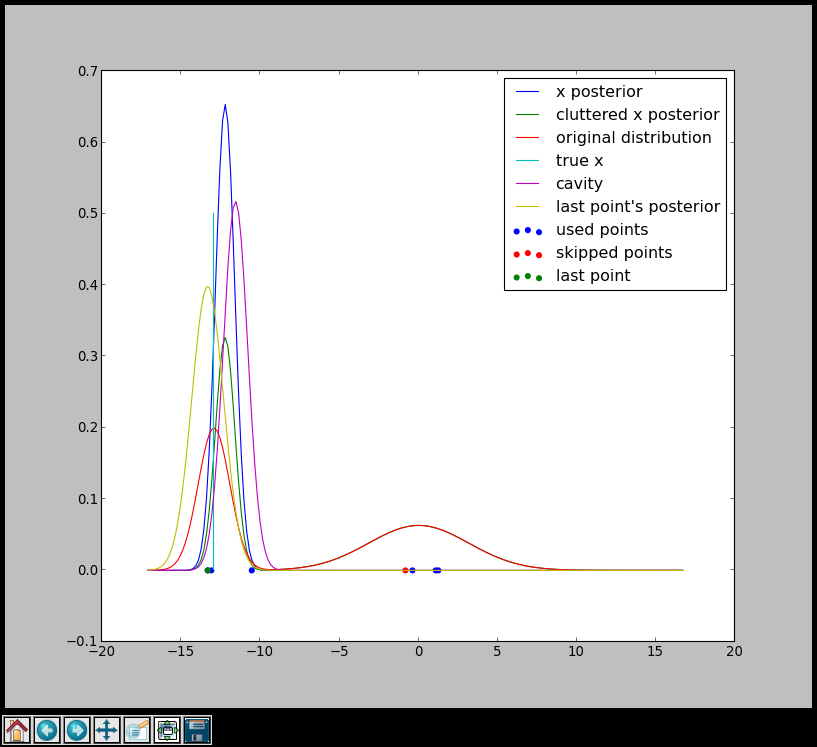 0.7
0.6
0.5
0.4
0.3
0.2
0.1
0.0
−0.1
−20
−15
−10
−5
0
5
10
15
20
x posterior
cluttered x posterior
original distribution
true x
cavity
last point's posterior
used points
skipped points
last point